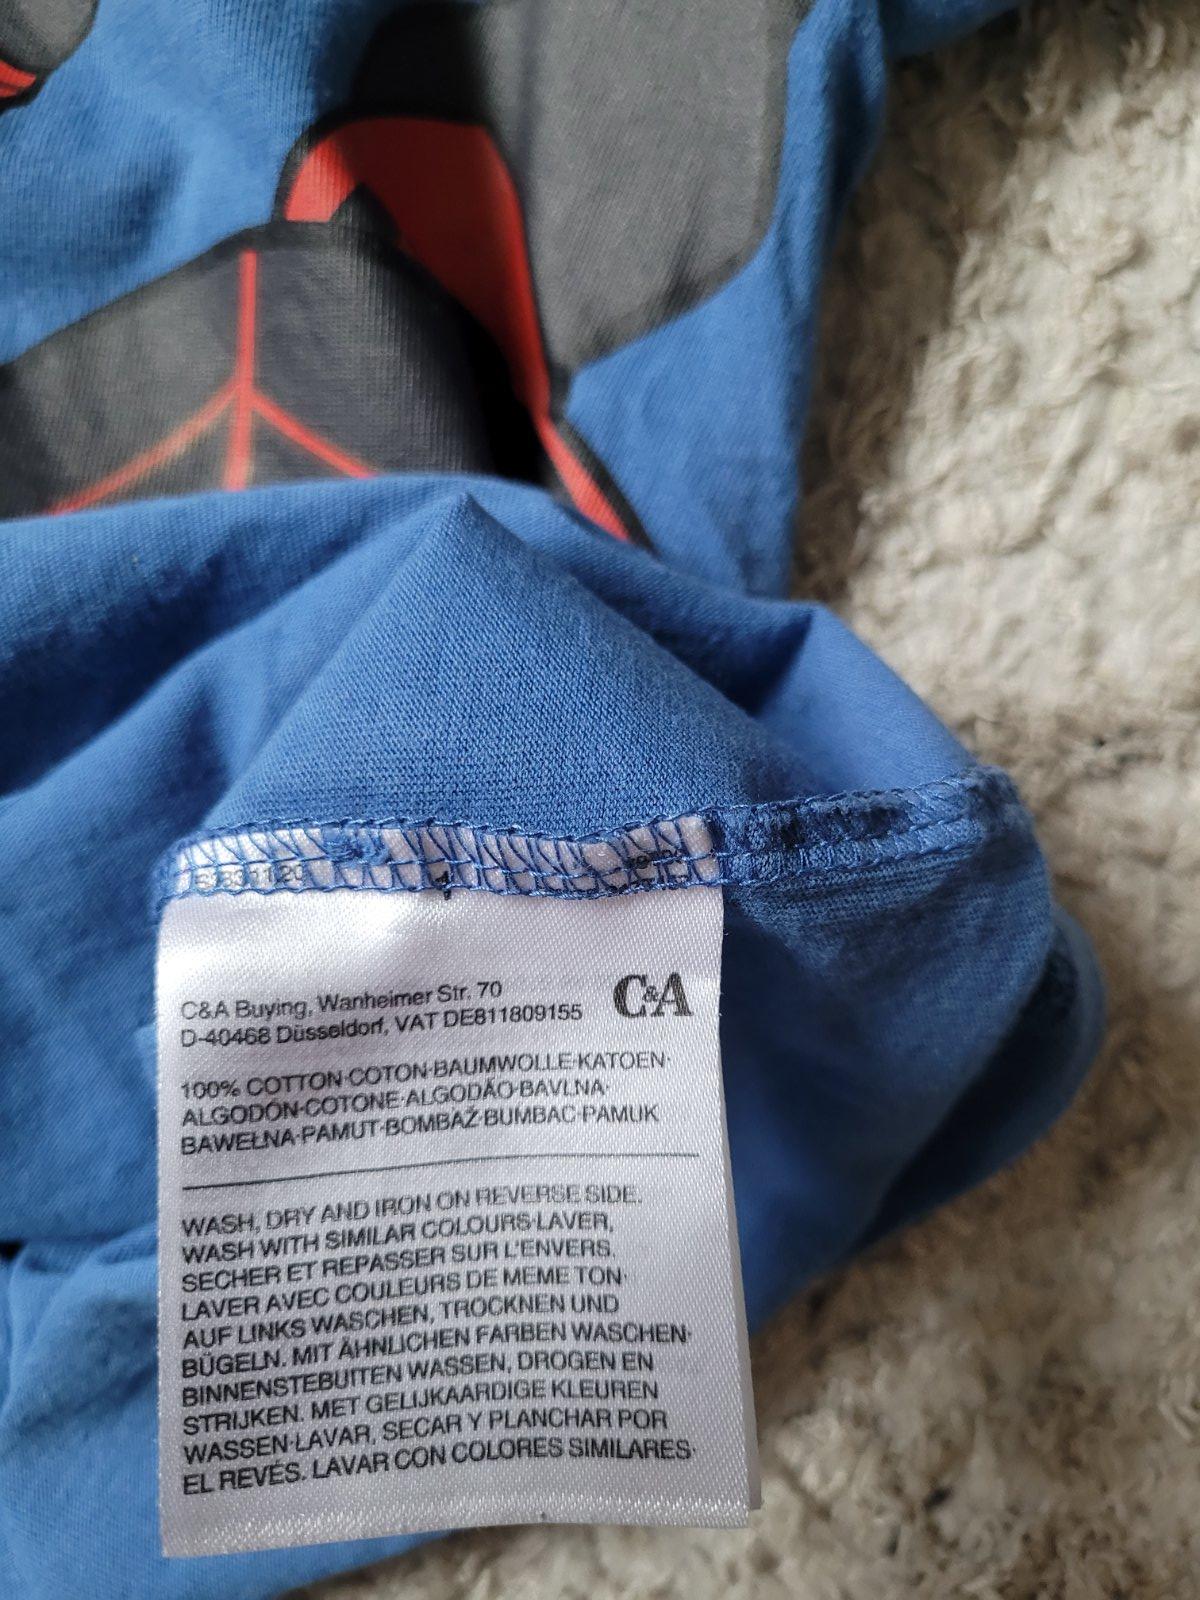 C&A Buying, Wanheimer Str. 70
D-40468 Düsseldorf, VAT DE811809155
C&A
100% COTTON·COTON·BAUMWOLLE·KATOEN·
ALGODÓN·COTONE·ALGODÃO·BAVLNA·
BAWEŁNA·PAMUT·BOMBAŽ·BUMBAC·PAMUK
WASH, DRY AND IRON ON REVERSE SIDE.
WASH WITH SIMILAR COLOURS·LAVER,
SECHER ET REPASSER SUR L'ENVERS.
LAVER AVEC COULEURS DE MEME TON·
AUF LINKS WASCHEN, TROCKNEN UND
BÜGELN. MIT ÄHNLICHEN FARBEN WASCHEN·
BINNENSTEBUITEN WASSEN, DROGEN EN
STRIJKEN. MET GELIJKAARDIGE KLEUREN
WASSEN·LAVAR, SECAR Y PLANCHAR POR
EL REVÉS. LAVAR CON COLORES SIMILARES·